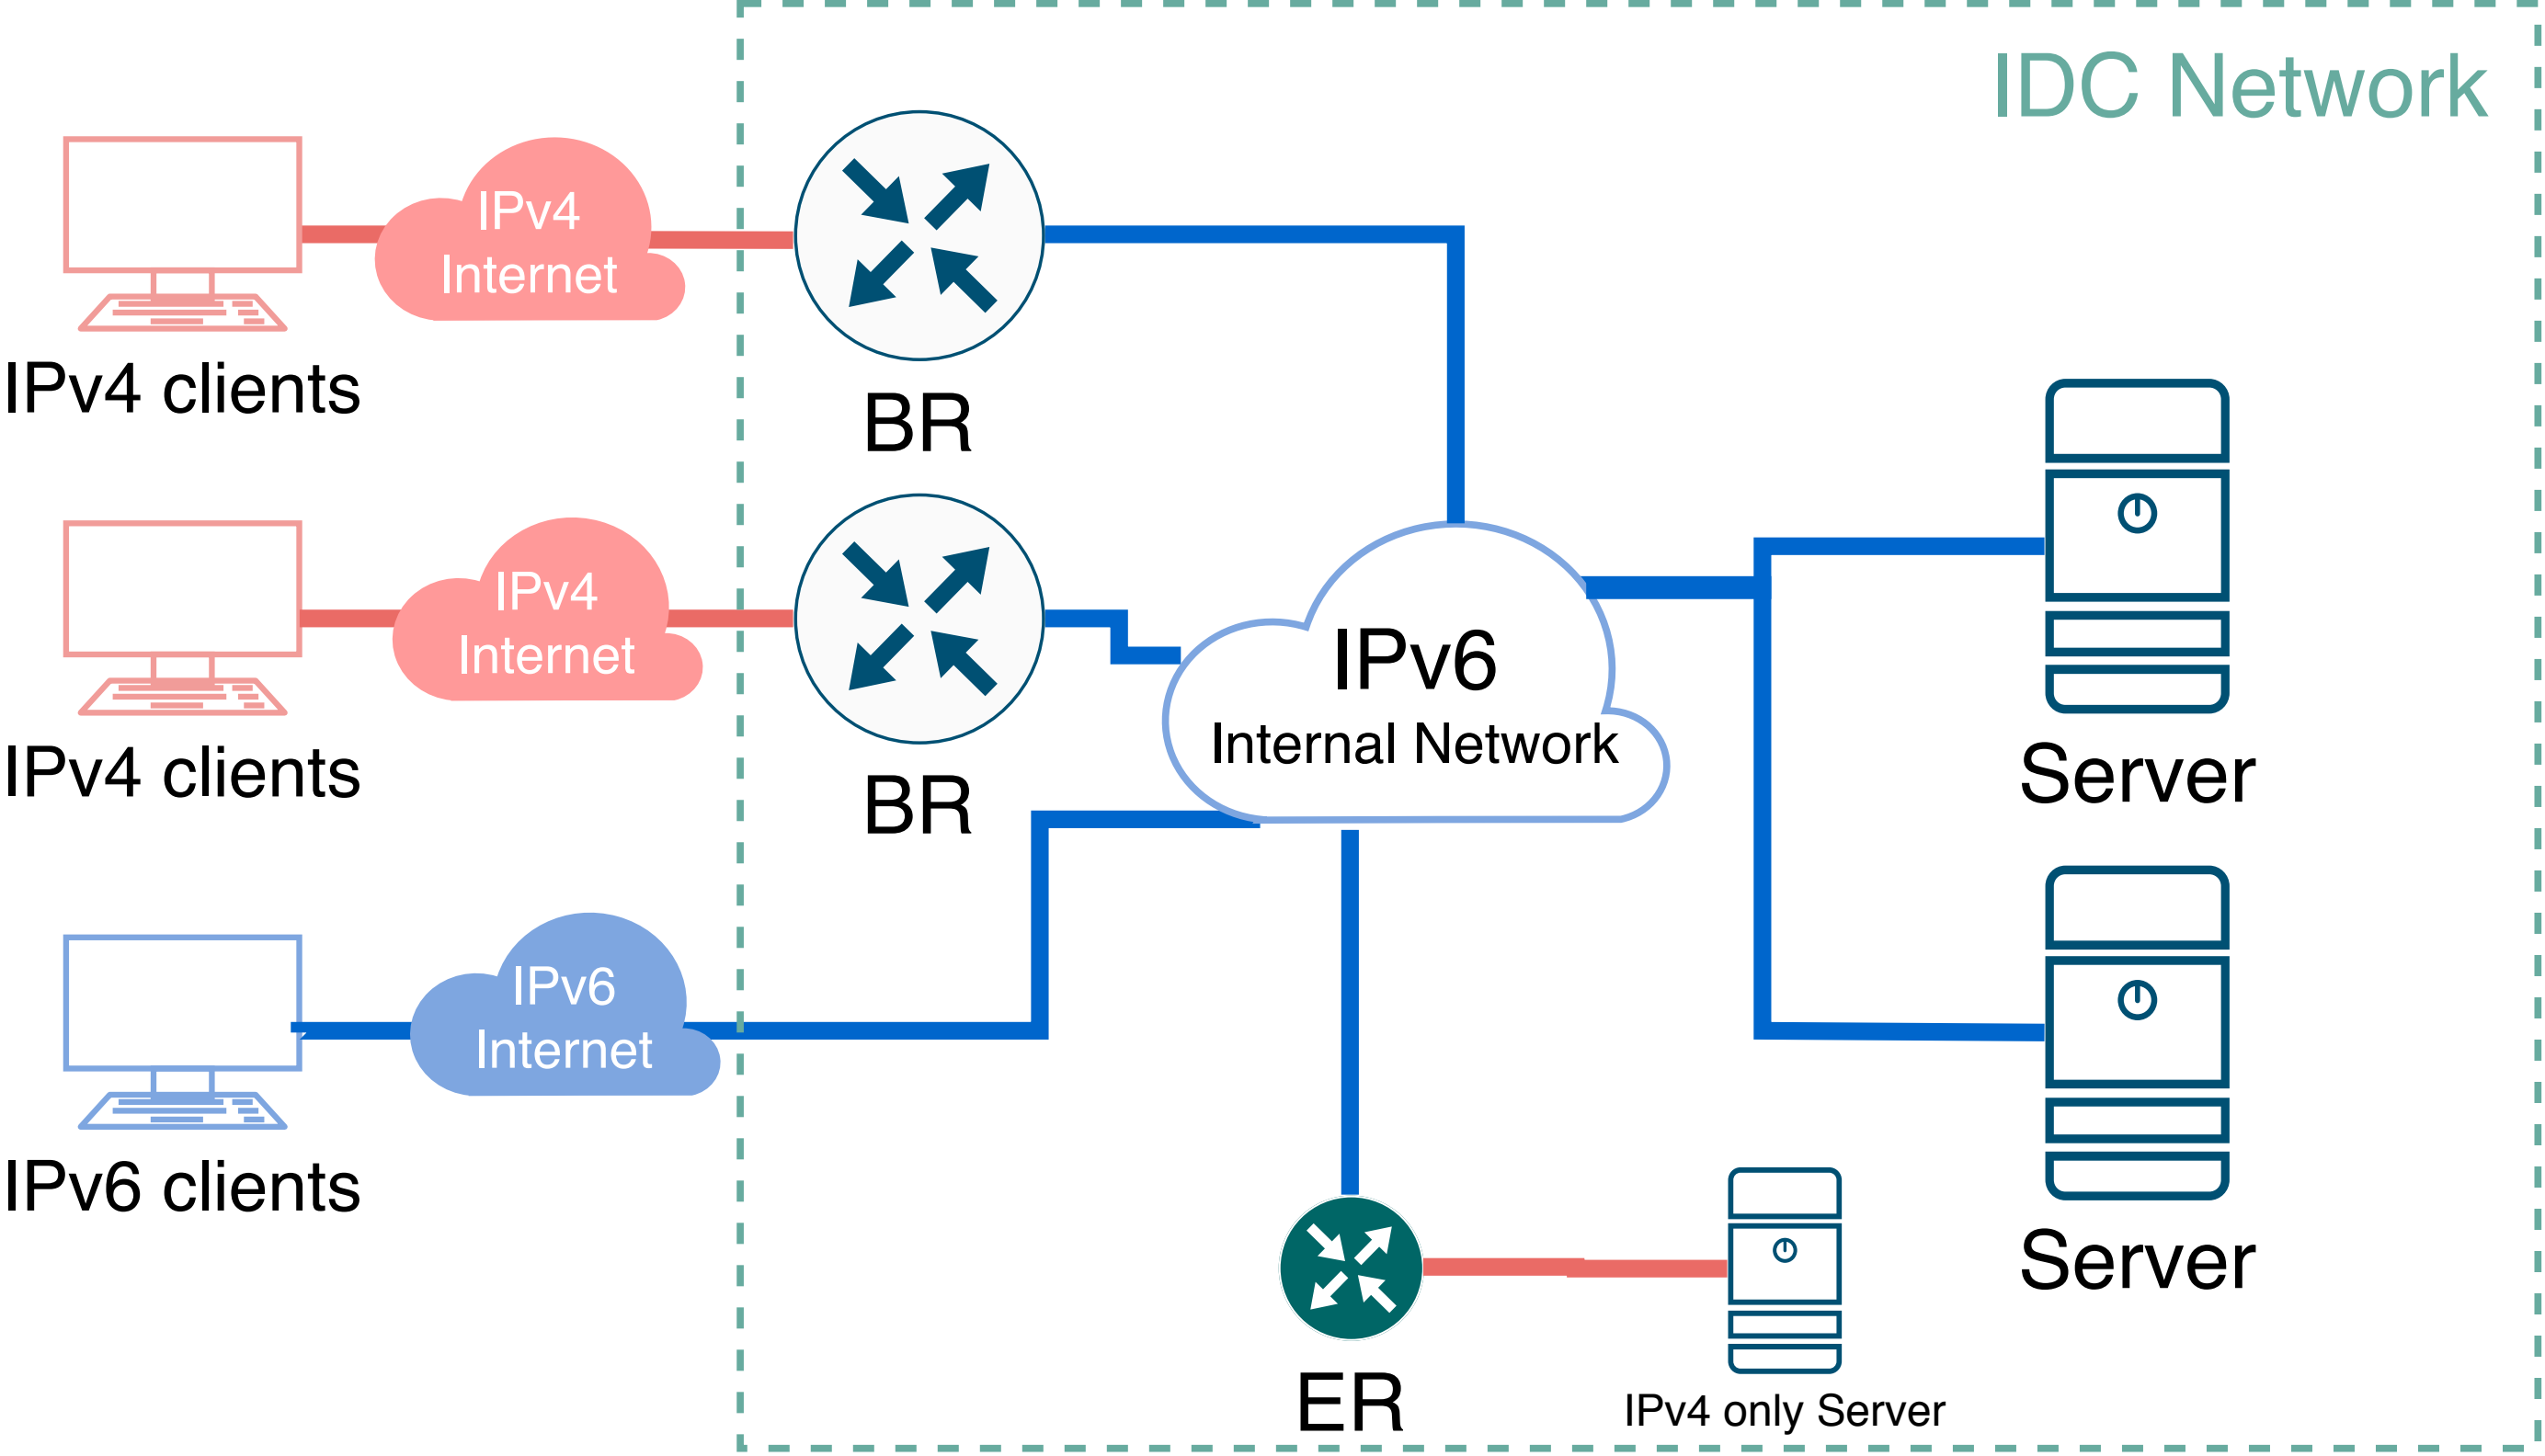 IDC Network
IPv4
Internet
IPv4 clients
BR
IPv4
Internet
IPv4 clients
BR
IPv6
Internal Network
Server
IPv6
Internet
IPv6 clients
Server
ER
IPv4 only Server